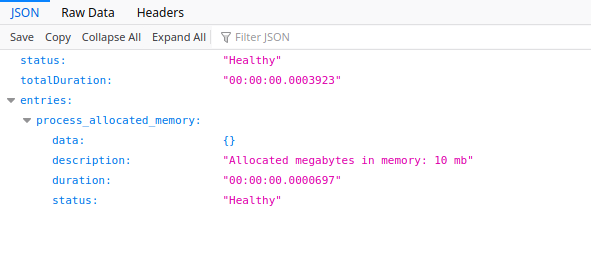 JSON Raw Data Headers
Save Copy Collapse All Expand All Filter JSON
status: "Healthy"
totalDuration: "00:00:00.0003923"
entries:
process_allocated_memory:
data: {}
description: "Allocated megabytes in memory: 10 mb"
duration: "00:00:00.0000697"
status: "Healthy"